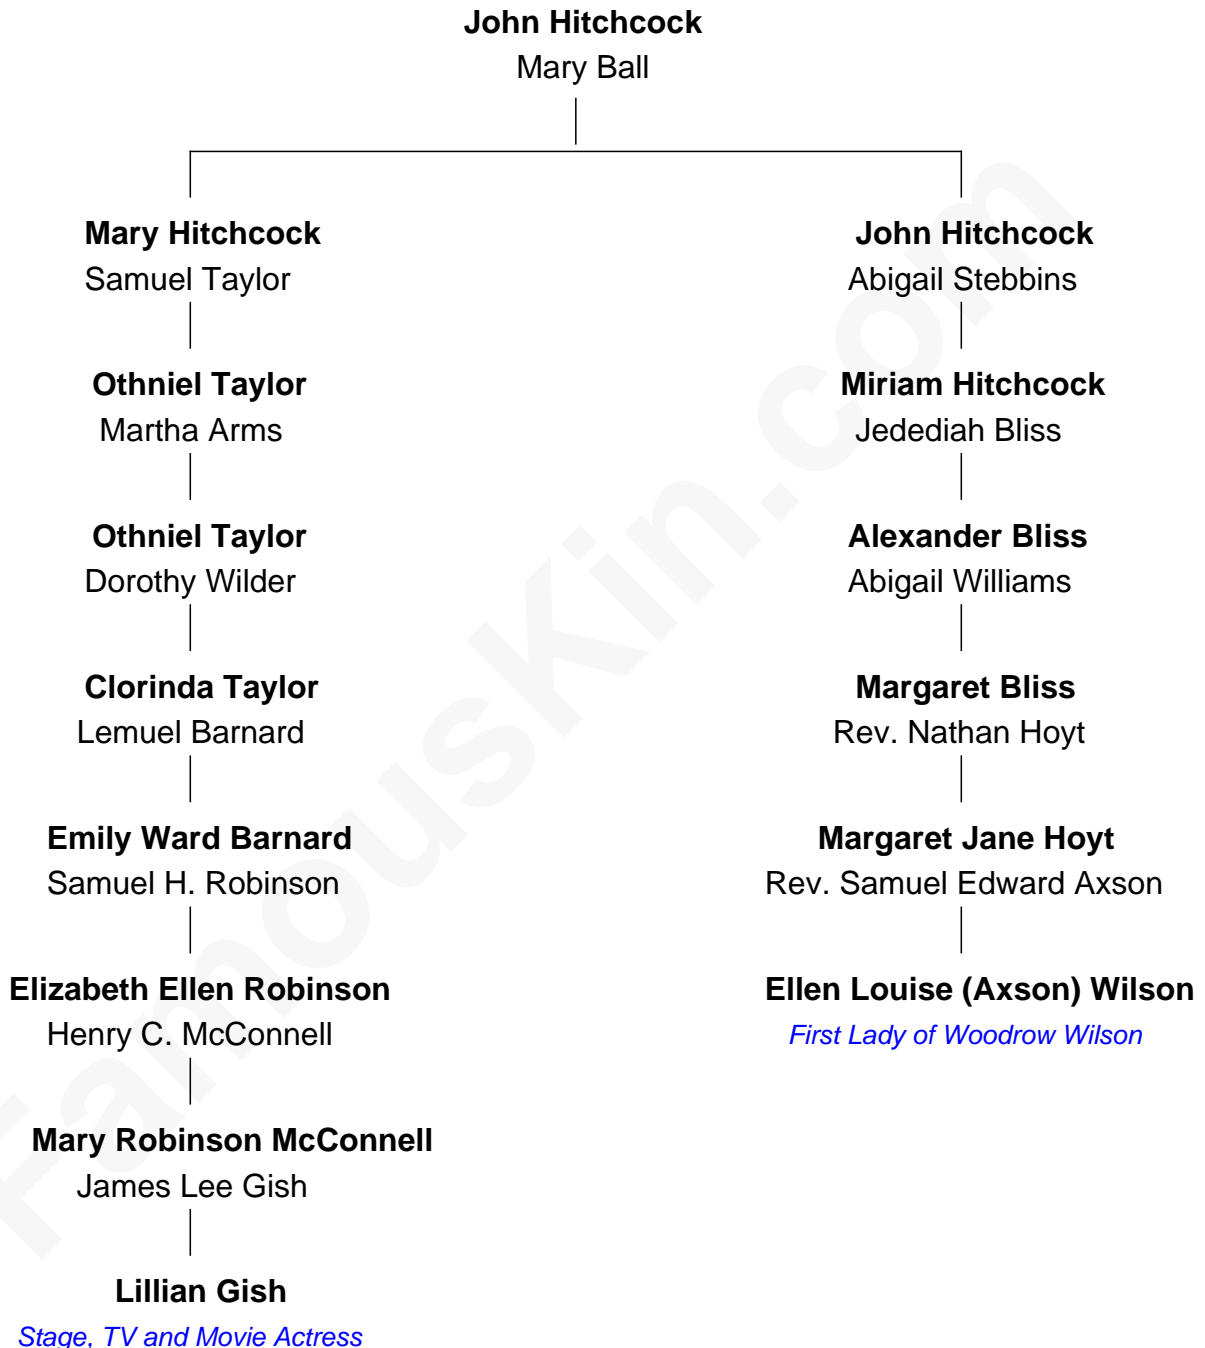 John Hitchcock
Mary Ball
Mary Hitchcock
Samuel Taylor
Othniel Taylor
Martha Arms
Othniel Taylor
Dorothy Wilder
Clorinda Taylor
Lemuel Barnard
Emily Ward Barnard
Samuel H. Robinson
Elizabeth Ellen Robinson
Henry C. McConnell
Mary Robinson McConnell
James Lee Gish
Lillian Gish
Stage, TV and Movie Actress
John Hitchcock
Abigail Stebbins
Miriam Hitchcock
Jedediah Bliss
Alexander Bliss
Abigail Williams
Margaret Bliss
Rev. Nathan Hoyt
Margaret Jane Hoyt
Rev. Samuel Edward Axson
Ellen Louise (Axson) Wilson
First Lady of Woodrow Wilson
FamousKin.com